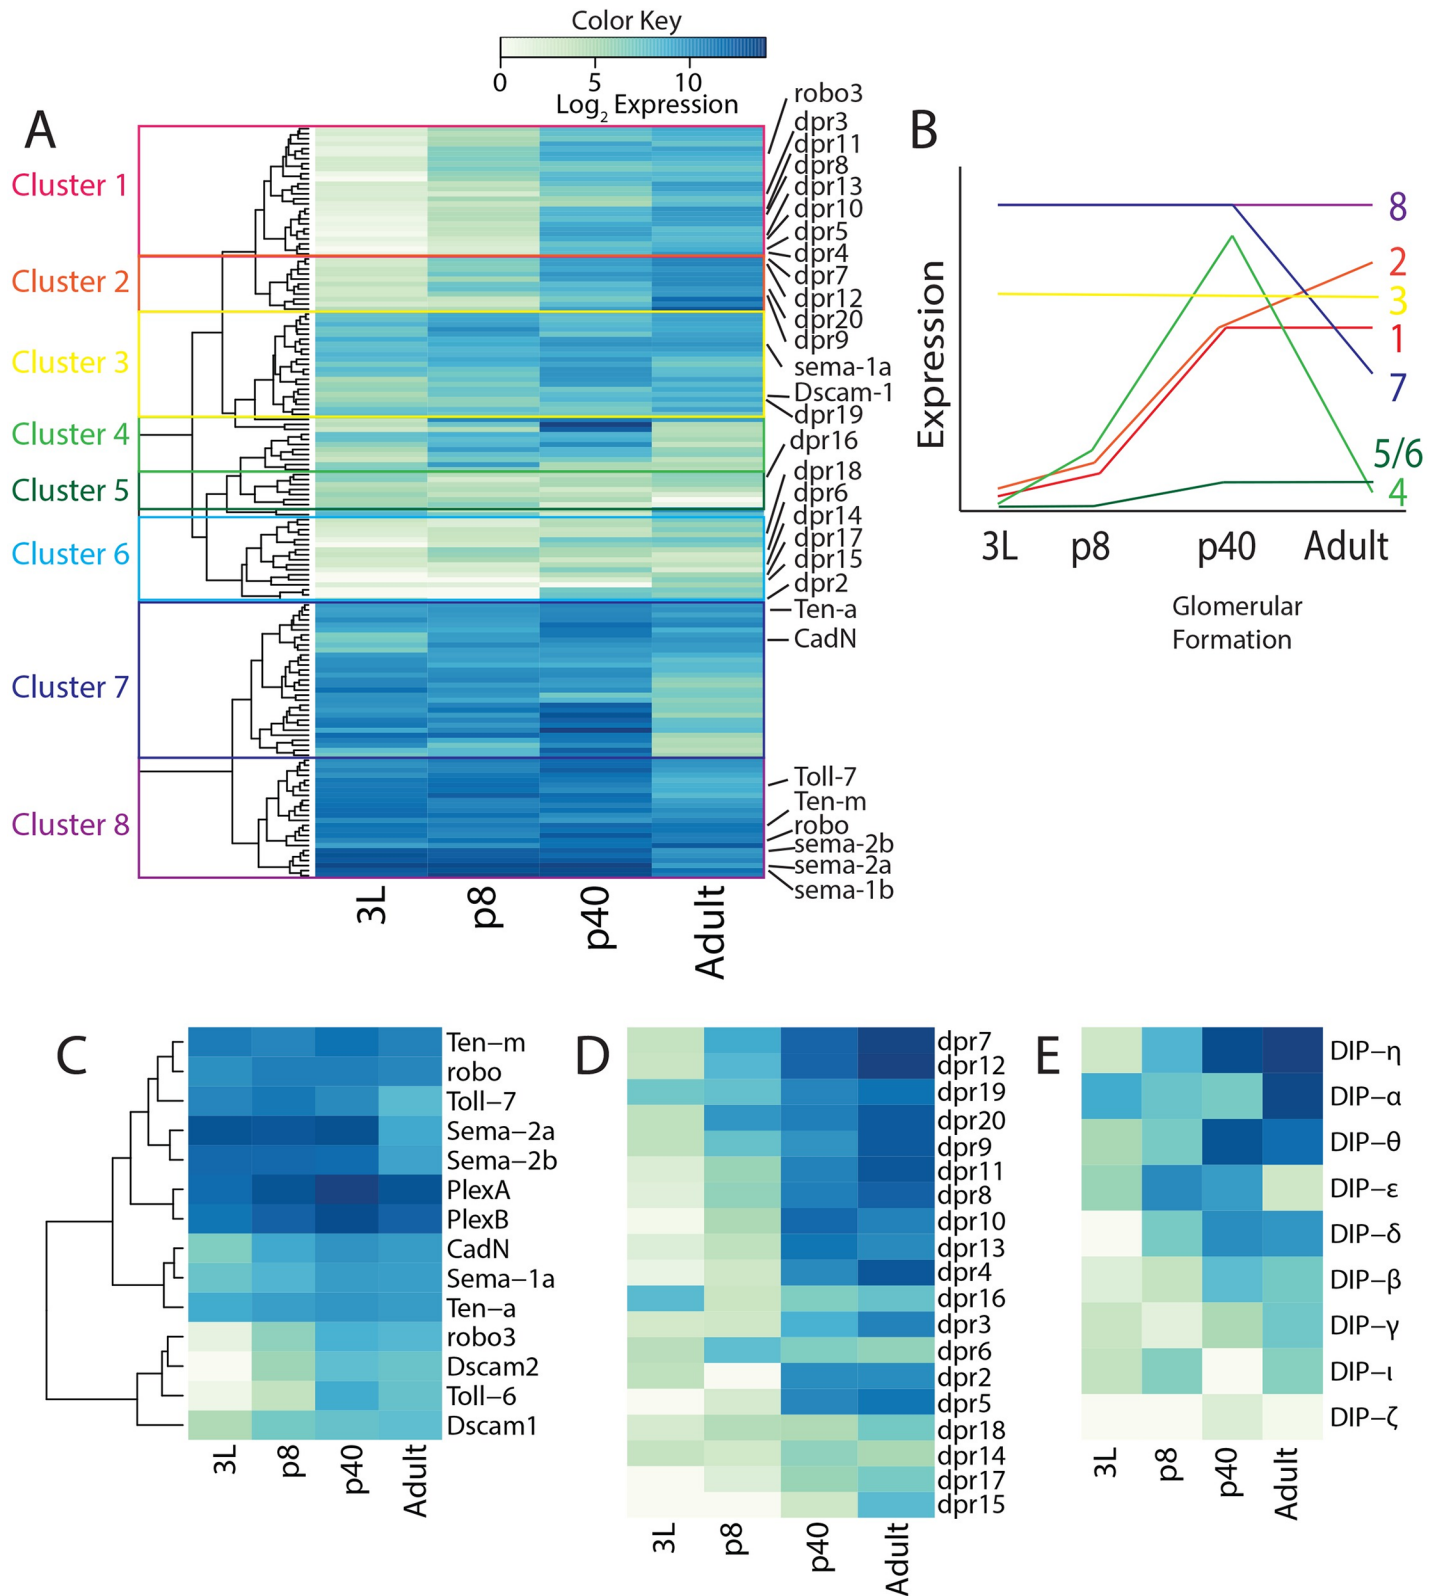 Color Key
0 5 10
Log2 Expression
A
Cluster 1
Cluster 2
Cluster 3
Cluster 4
Cluster 5
Cluster 6
Cluster 7
Cluster 8
robo3
dpr3
dpr11
dpr8
dpr13
dpr10
dpr5
dpr4
dpr7
dpr12
dpr20
dpr9
sema-1a
Dscam-1
dpr19
dpr16
dpr18
dpr6
dpr14
dpr17
dpr15
dpr2
Ten-a
CadN
Toll-7
Ten-m
robo
sema-2b
sema-2a
sema-1b
3L p8 p40 Adult
B
Expression
8
2
3
1
7
5/6
4
3L p8 p40 Adult
Glomerular
Formation
C
Ten−m
robo
Toll−7
Sema−2a
Sema−2b
PlexA
PlexB
CadN
Sema−1a
Ten−a
robo3
Dscam2
Toll−6
Dscam1
3L p8 p40 Adult
D
dpr7
dpr12
dpr19
dpr20
dpr9
dpr11
dpr8
dpr10
dpr13
dpr4
dpr16
dpr3
dpr6
dpr2
dpr5
dpr18
dpr14
dpr17
dpr15
3L p8 p40 Adult
E
DIP−η
DIP−α
DIP−θ
DIP−ε
DIP−δ
DIP−β
DIP−γ
DIP−ι
DIP−ζ
3L p8 p40 Adult